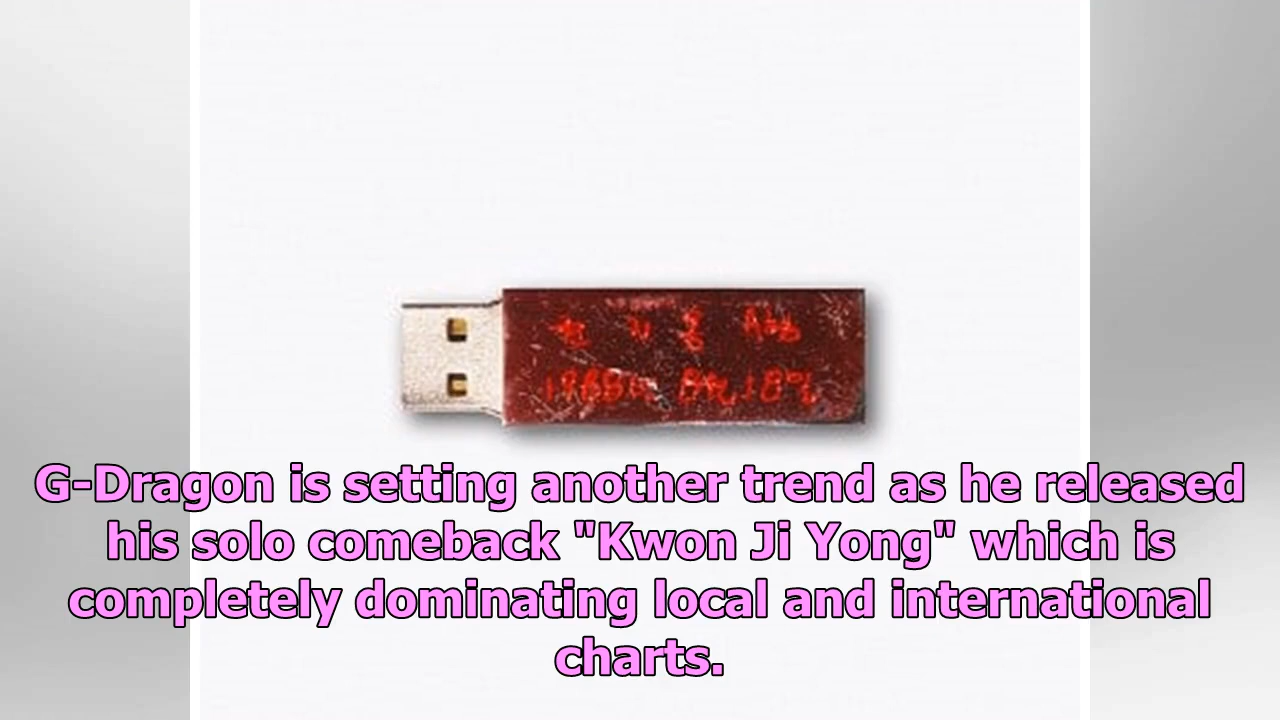 G-Dragon is setting another trend as he released
his solo comeback "Kwon Ji Yong" which is
completely dominating local and international
charts.